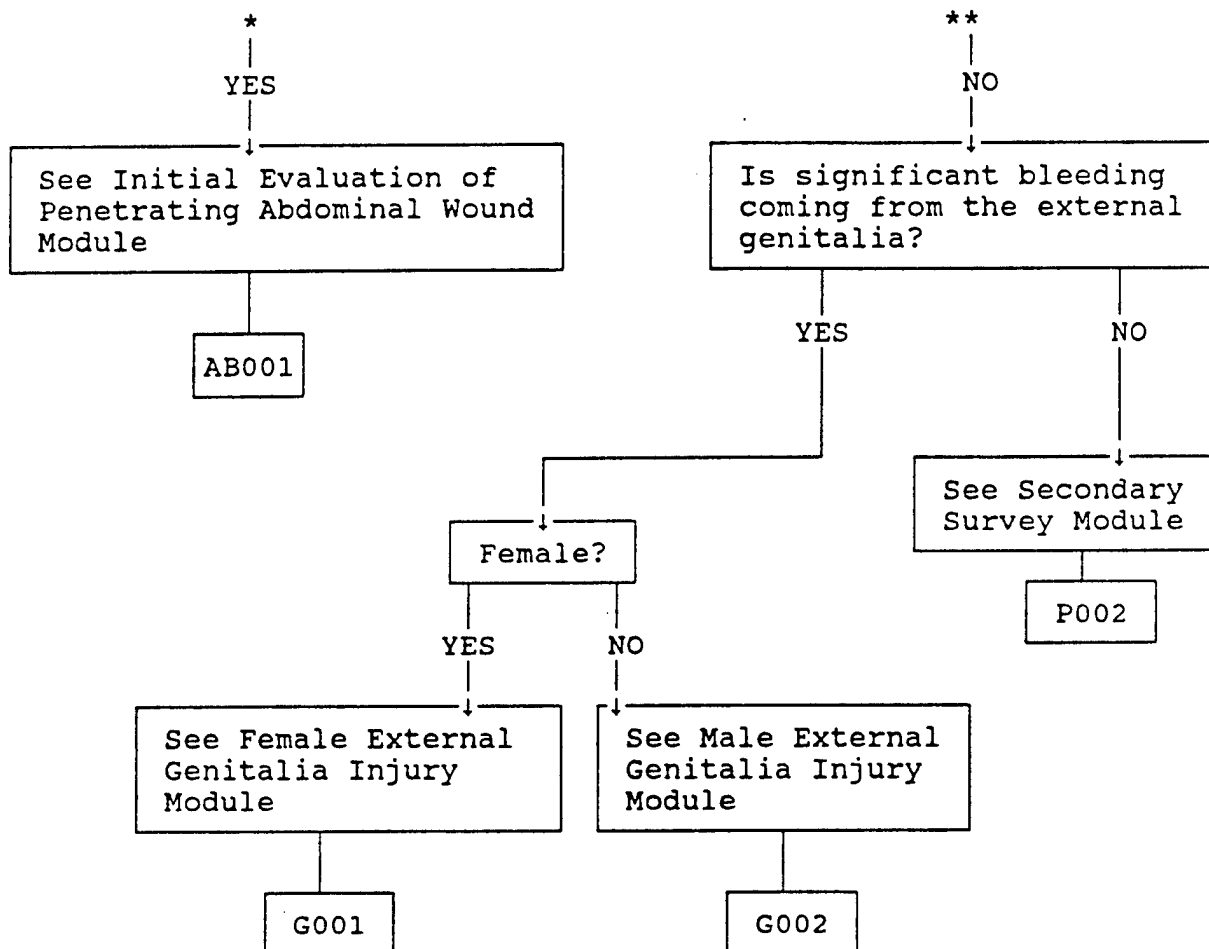 *
**
YES
NO
See Initial Evaluation of
Penetrating Abdominal Wound
Module
Is significant bleeding
coming from the external
genitalia?
AB001
YES
NO
See Secondary
Survey Module
P002
Female?
YES
NO
See Female External
Genitalia Injury
Module
See Male External
Genitalia Injury
Module
G001
G002